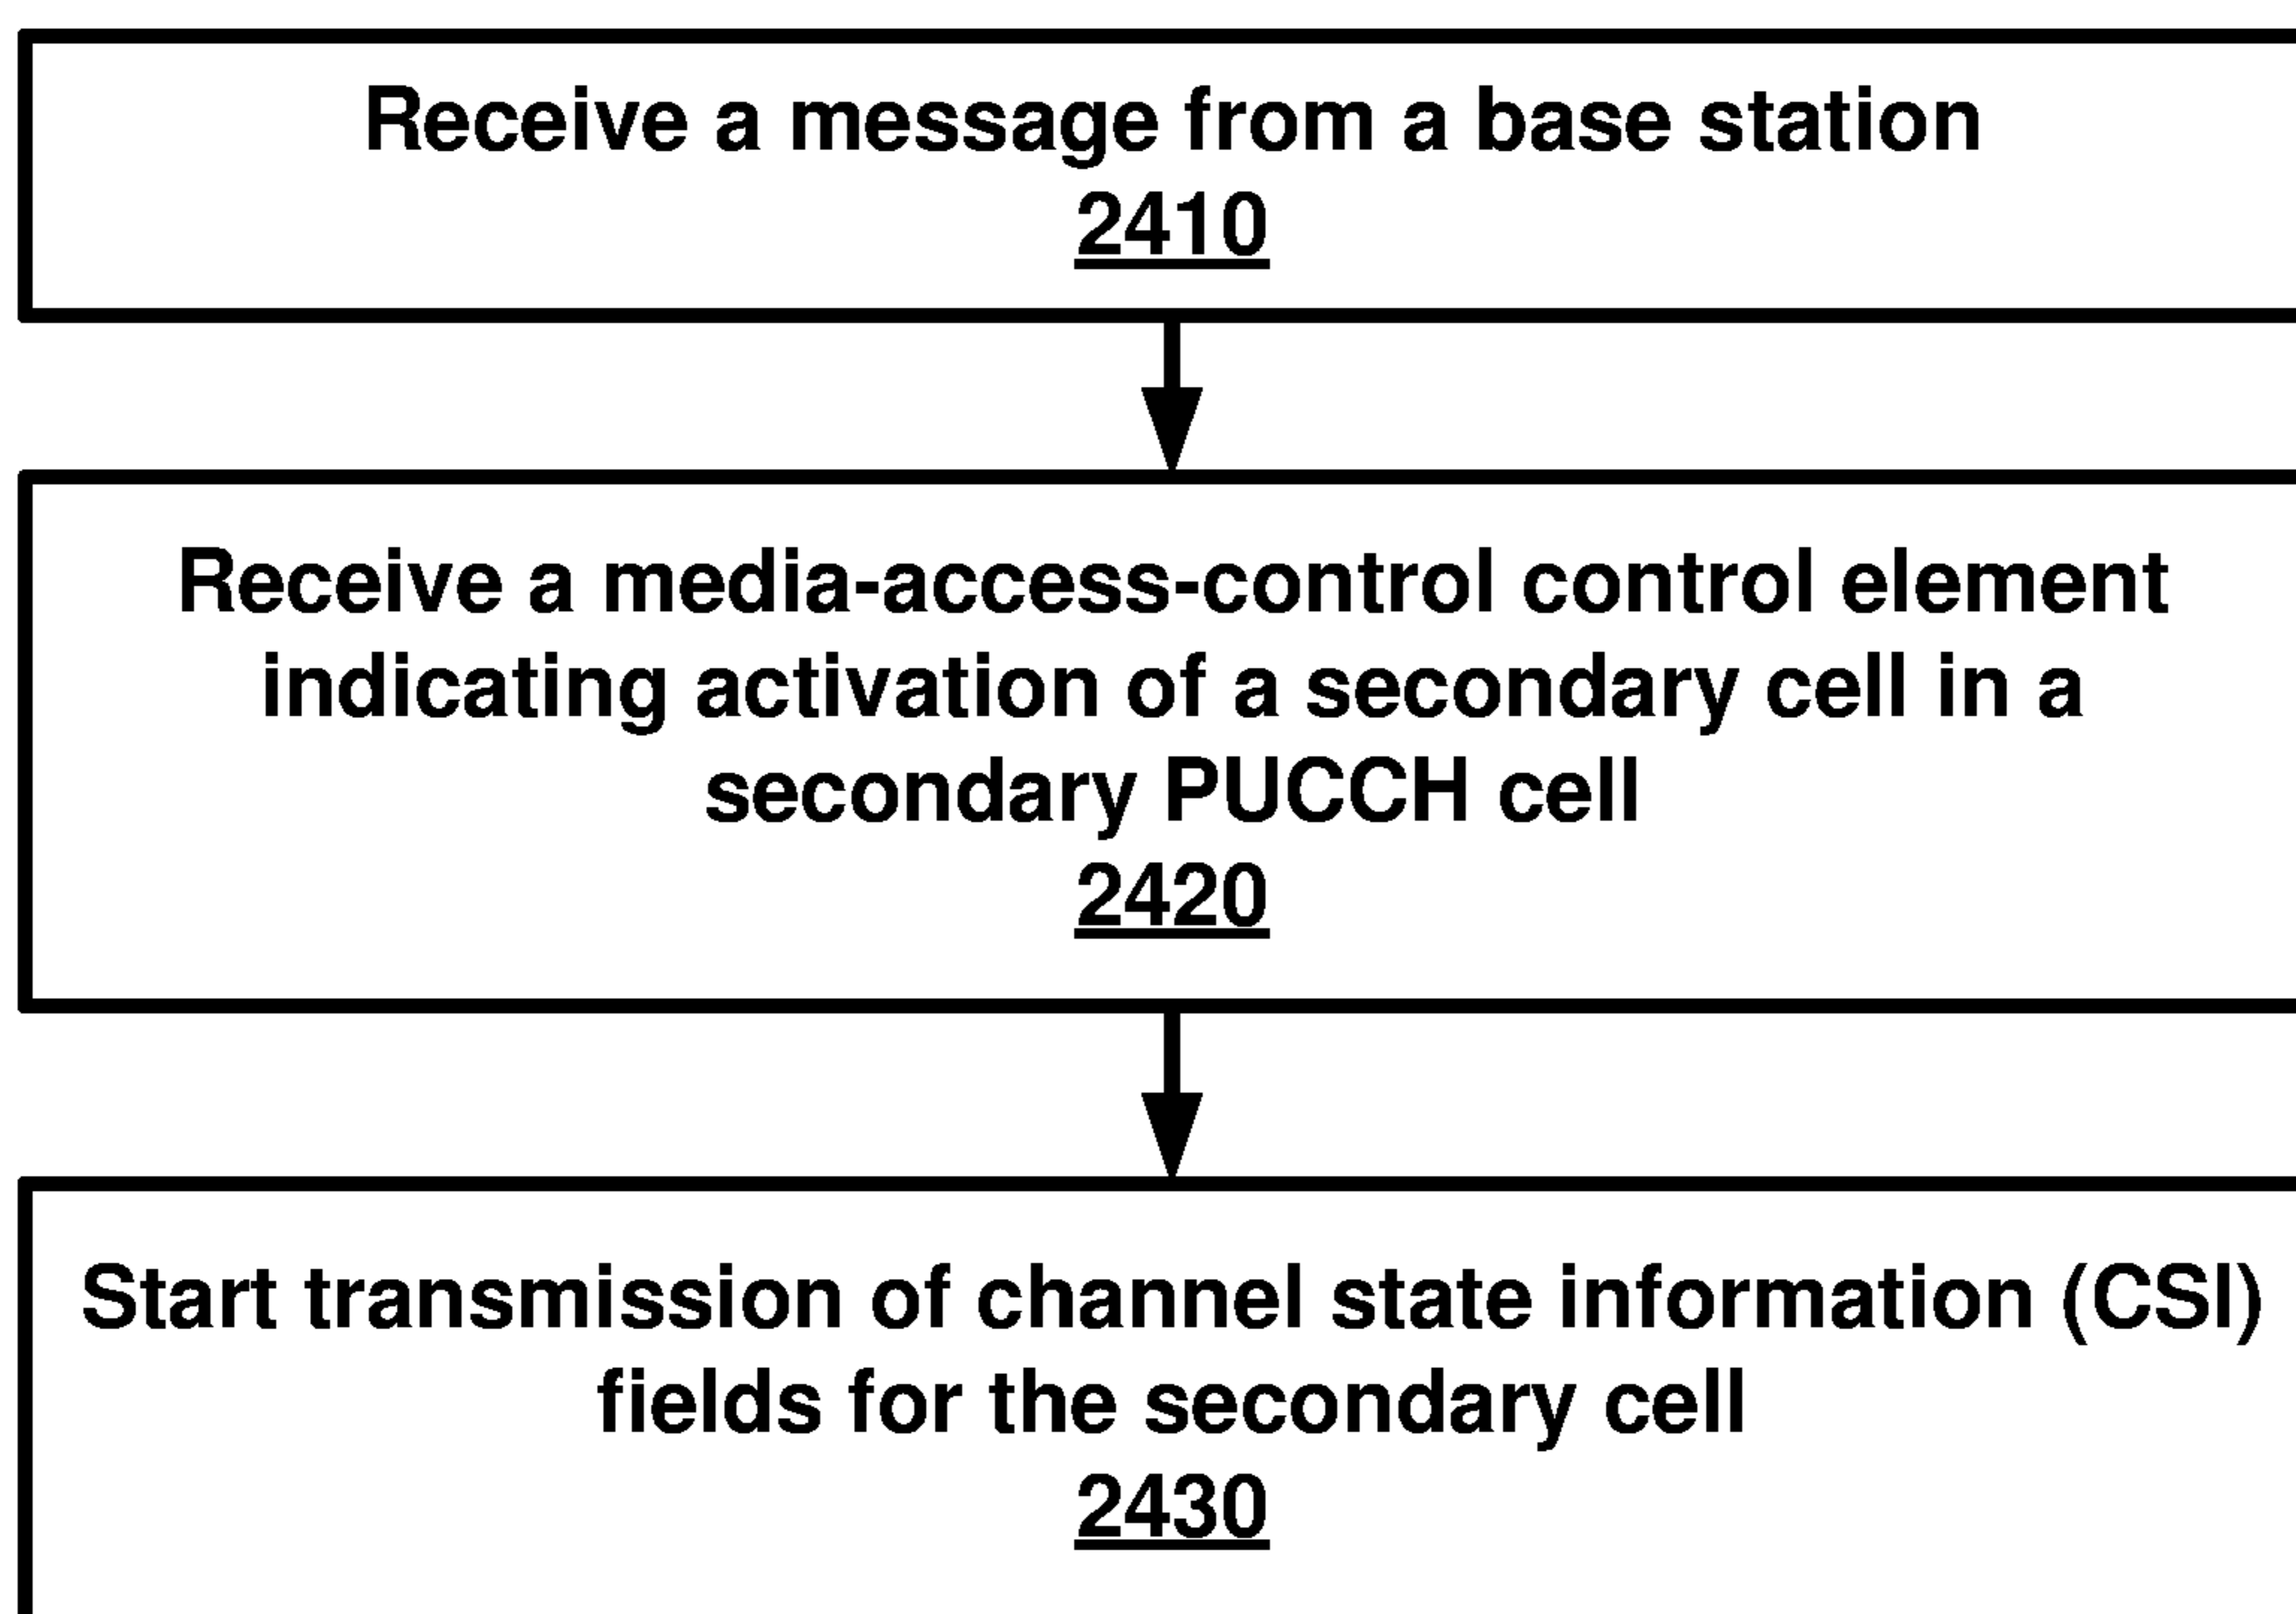 Receive a message from a base station
2410
Receive a media-access-control control element
indicating activation of a secondary cell in a
secondary PUCCH cell
2420
Start transmission of channel state information (CSI)
fields for the secondary cell
2430